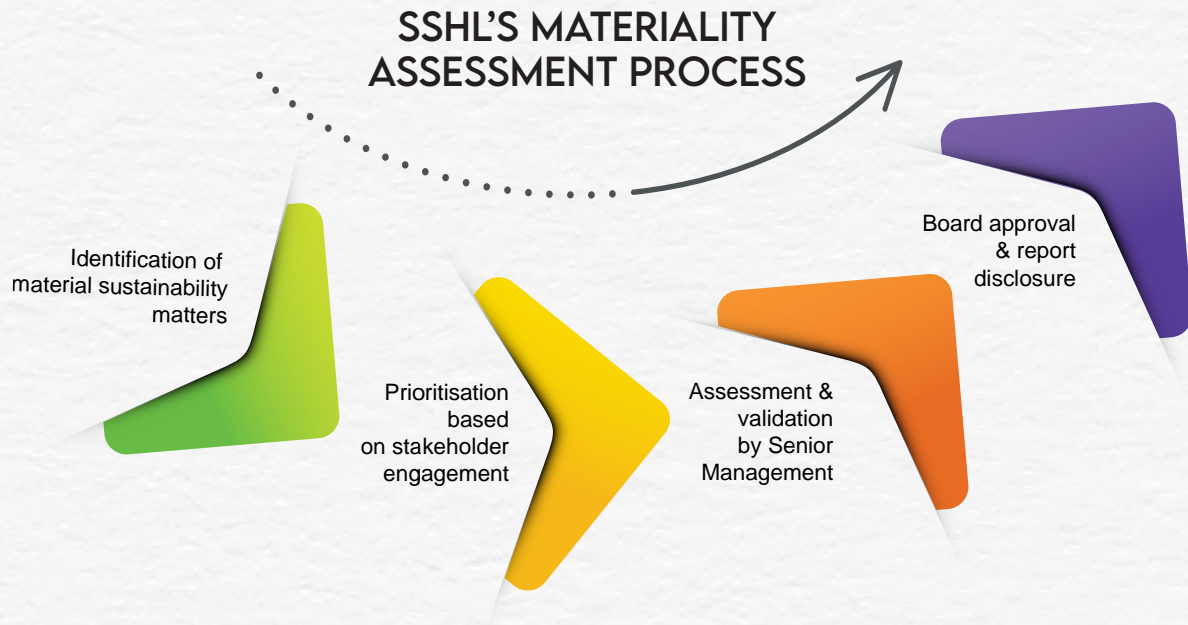 SSHL'S MATERIALITY
ASSESSMENT PROCESS
Identification of
material sustainability
matters
Prioritisation
based
on stakeholder
engagement
Assessment &
validation
by Senior
Management
Board approval
& report
disclosure